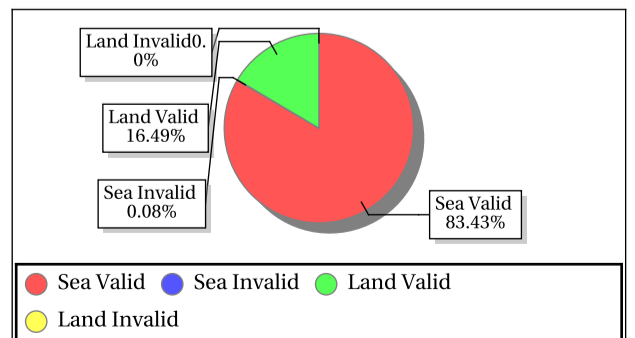 Land Invalid0.
0%
Land Valid
16.49%
Sea Invalid
0.08%
Sea Valid
83.43%
Sea Valid Sea Invalid Land Valid
Land Invalid